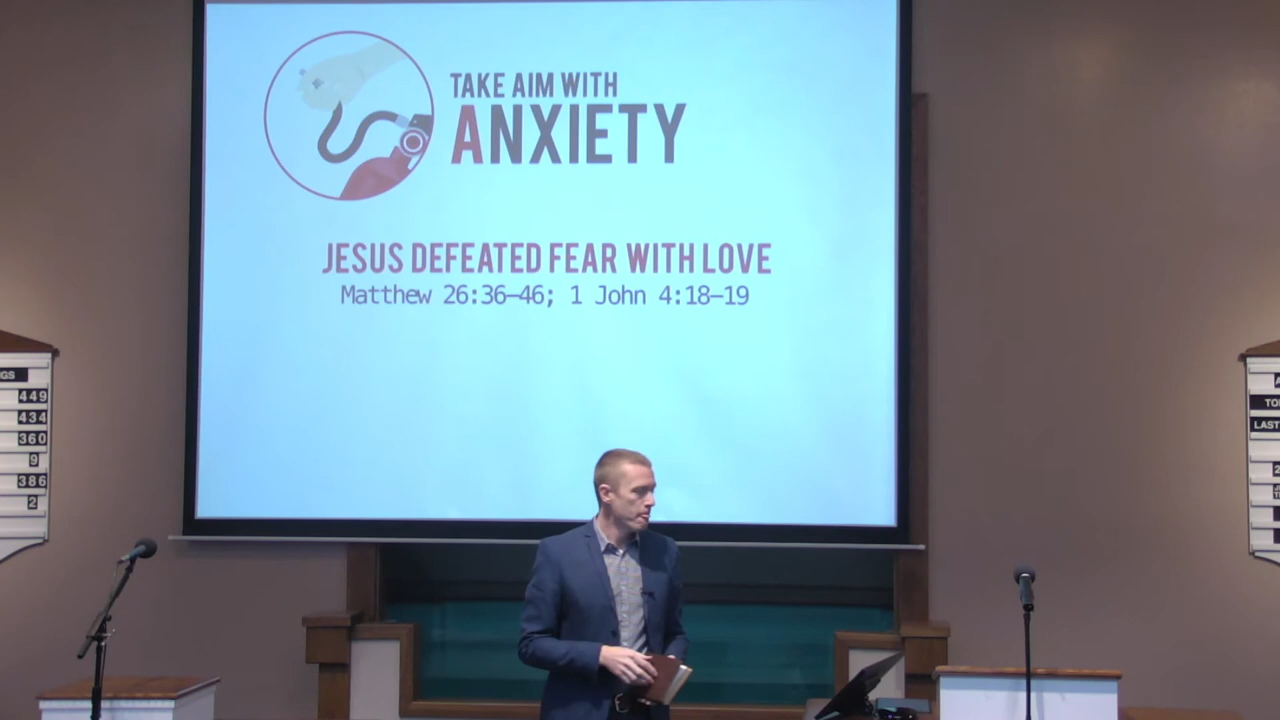 TAKE AIM WITH
ANXIETY
JESUS DEFEATED FEAR WITH LOVE
Matthew 26:36–46; 1 John 4:18–19
449
434
360
9
386
2
LAST